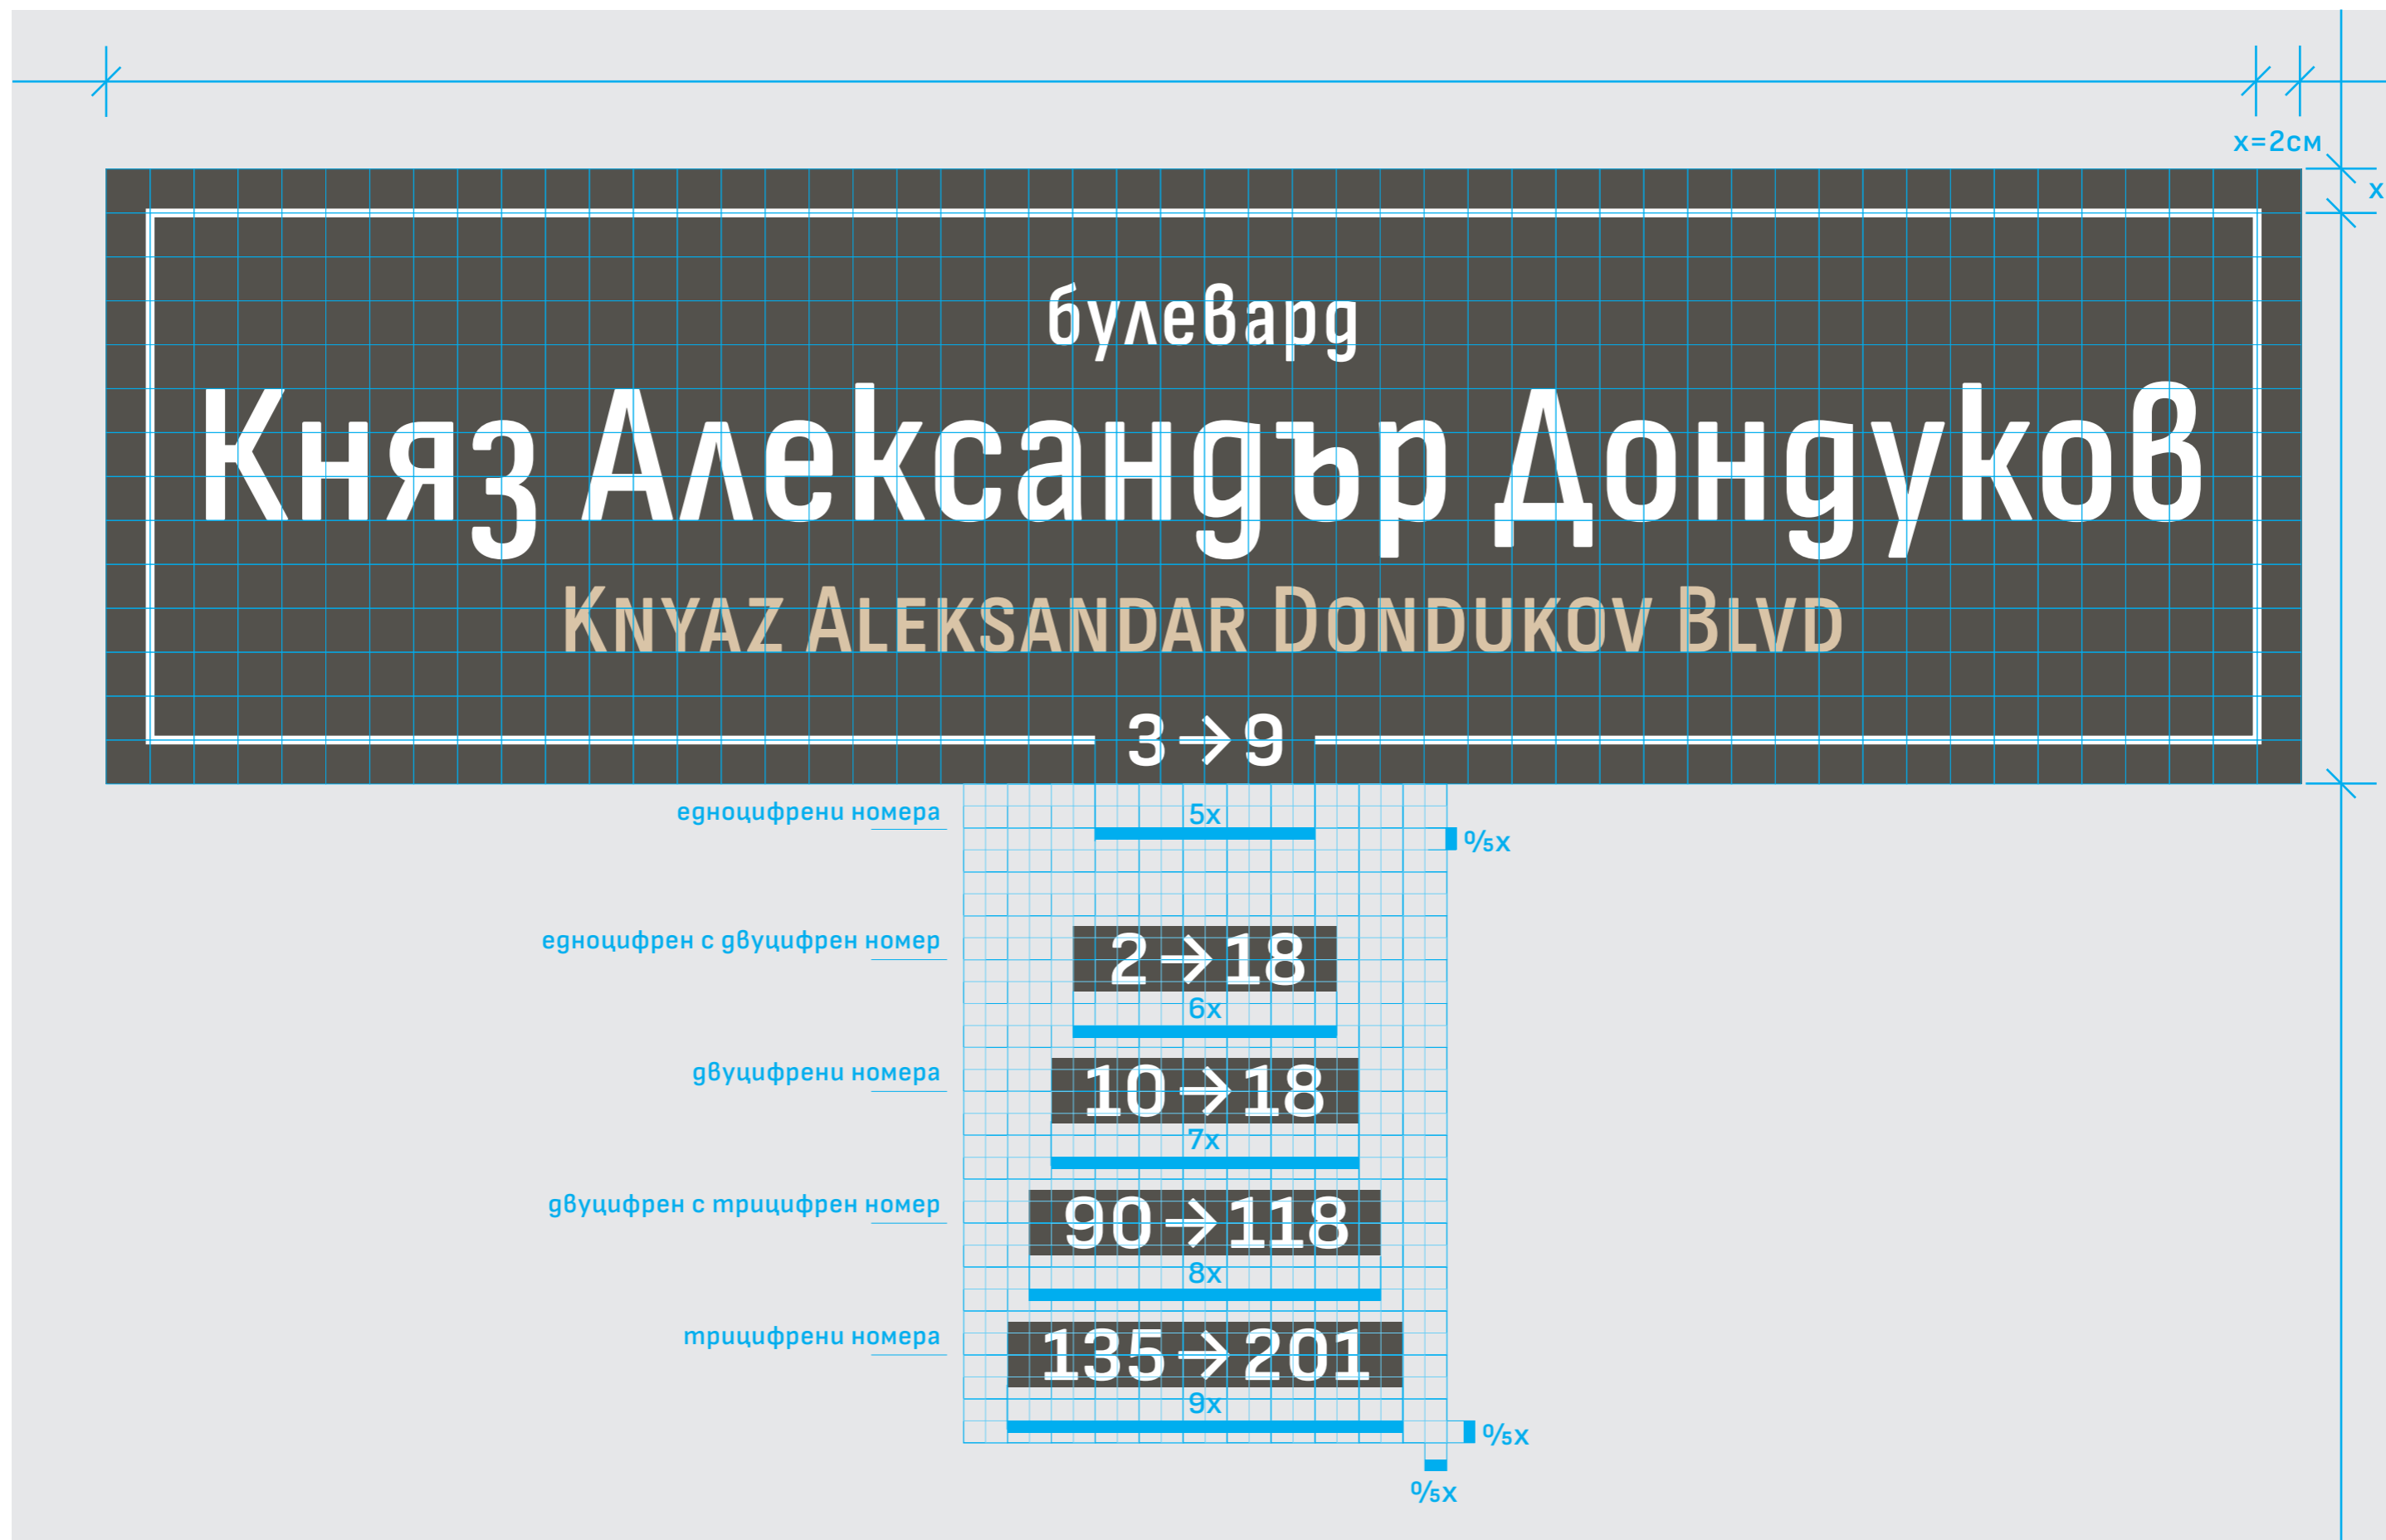 x=2см
x
булевард
Княз Александър Дондуков
Knyaz Aleksandar Dondukov Blvd
3→9
едноцифрени номера
5x
⁰⁄₅x
едноцифрен с двуцифрен номер
2→18
6x
двуцифрени номера
10→18
7x
двуцифрен с трицифрен номер
90→118
8x
трицифрени номера
135→201
9x
⁰⁄₅x
⁰⁄₅x